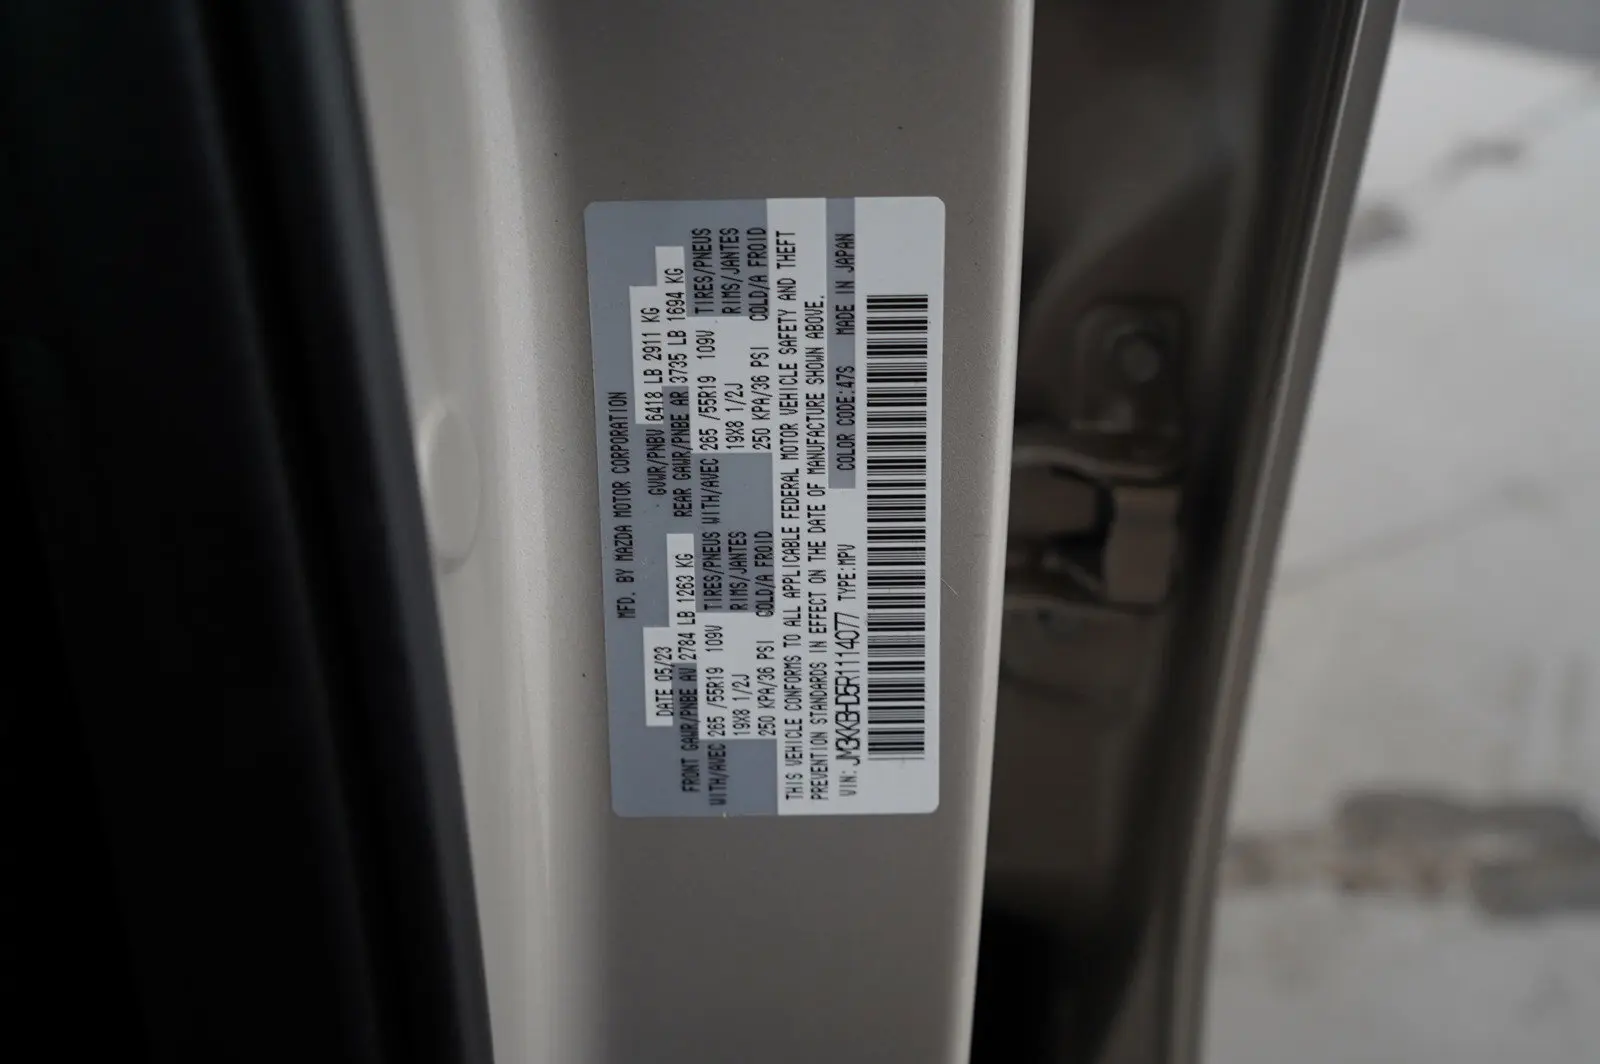 MFD. BY MAZDA MOTOR CORPORATION
DATE 05/23 GVWR/PNBV 6418 LB 2911 KG
FRONT GAWR/PNBE AV 2784 LB 1263 KG REAR GAWR/PNBE AR 3735 LB 1694 KG
WITH/AVEC 265 /55R19 109V TIRES/PNEUS WITH/AVEC 265 /55R19 109V TIRES/PNEUS
19X8 1/2J RIMS/JANTES 19X8 1/2J RIMS/JANTES
250 KPA/36 PSI COLD/A FROID 250 KPA/36 PSI COLD/A FROID
THIS VEHICLE CONFORMS TO ALL APPLICABLE FEDERAL MOTOR VEHICLE SAFETY AND THEFT
PREVENTION STANDARDS IN EFFECT ON THE DATE OF MANUFACTURE SHOWN ABOVE.
VIN: JM3KKBHD5R1114077 TYPE:MPV COLOR CODE:47S MADE IN JAPAN